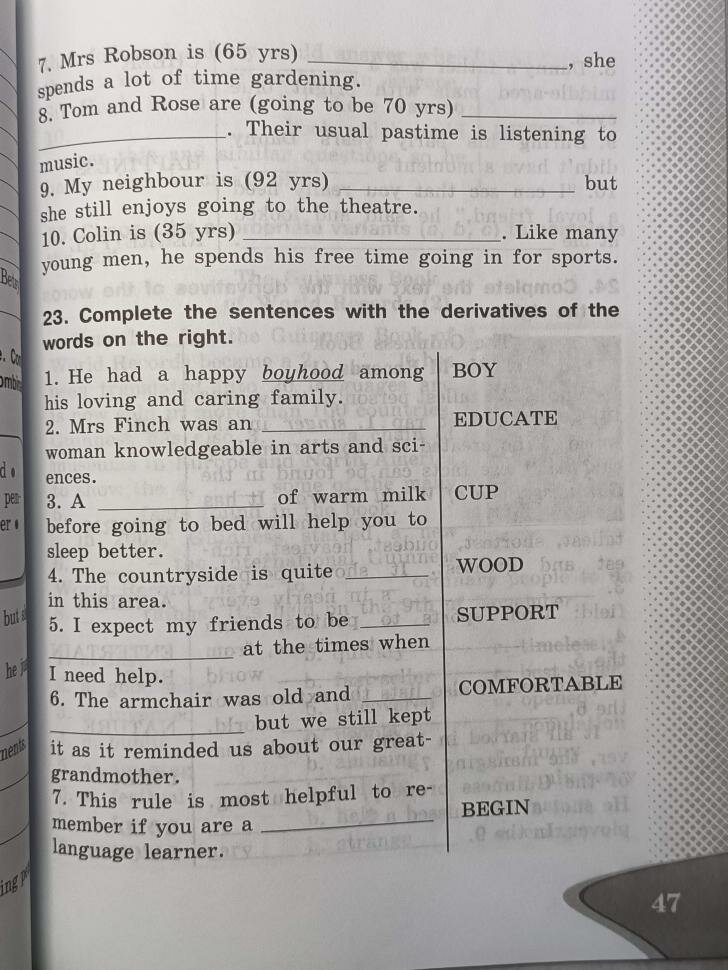 7. Mrs Robson is (65 yrs) ____________, she
spends a lot of time gardening.
8. Tom and Rose are (going to be 70 yrs) ________
____________. Their usual pastime is listening to
music.
9. My neighbour is (92 yrs) ____________ but
she still enjoys going to the theatre.
10. Colin is (35 yrs) ____________. Like many
young men, he spends his free time going in for sports.
23. Complete the sentences with the derivatives of the
words on the right.
1. He had a happy boyhood among
his loving and caring family.
BOY
2. Mrs Finch was an ____________
woman knowledgeable in arts and sci-
ences.
EDUCATE
3. A ____________ of warm milk
before going to bed will help you to
sleep better.
CUP
4. The countryside is quite ________
in this area.
WOOD
5. I expect my friends to be ______
____________ at the times when
I need help.
SUPPORT
6. The armchair was old and ______
____________ but we still kept
it as it reminded us about our great-
grandmother.
COMFORTABLE
7. This rule is most helpful to re-
member if you are a ____________
language learner.
BEGIN
47